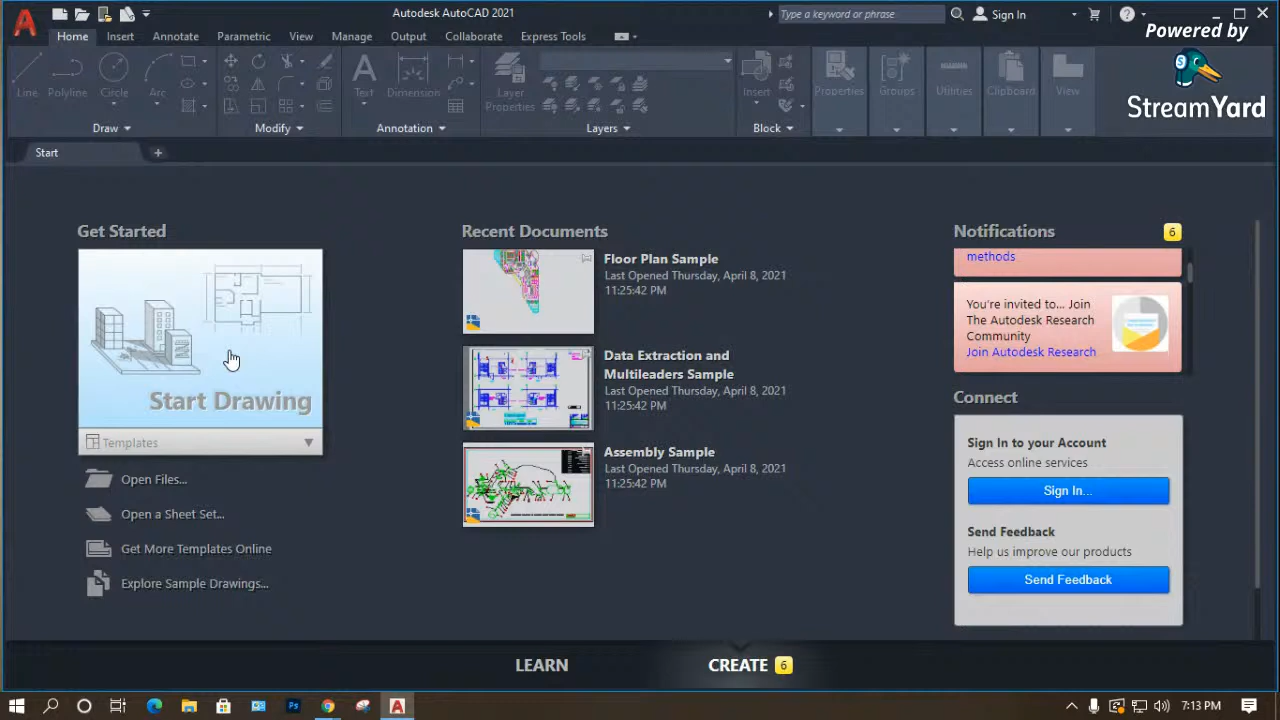 Autodesk AutoCAD 2021
Type a keyword or phrase
Sign In
Powered by
StreamYard
Home
Insert
Annotate
Parametric
View
Manage
Output
Collaborate
Express Tools
Line
Polyline
Circle
Arc
Text
Dimension
Layer
Properties
Insert
Properties
Groups
Utilities
Clipboard
View
Draw
Modify
Annotation
Layers
Block
Start
Get Started
Start Drawing
Templates
Open Files...
Open a Sheet Set...
Get More Templates Online
Explore Sample Drawings...
Recent Documents
Floor Plan Sample
Last Opened Thursday, April 8, 2021
11:25:42 PM
Data Extraction and
Multileaders Sample
Last Opened Thursday, April 8, 2021
11:25:42 PM
Assembly Sample
Last Opened Thursday, April 8, 2021
11:25:42 PM
Notifications
6
methods
You're invited to... Join
The Autodesk Research
Community
Join Autodesk Research
Connect
Sign In to your Account
Access online services
Sign In...
Send Feedback
Help us improve our products
Send Feedback
LEARN
CREATE 6
7:13 PM